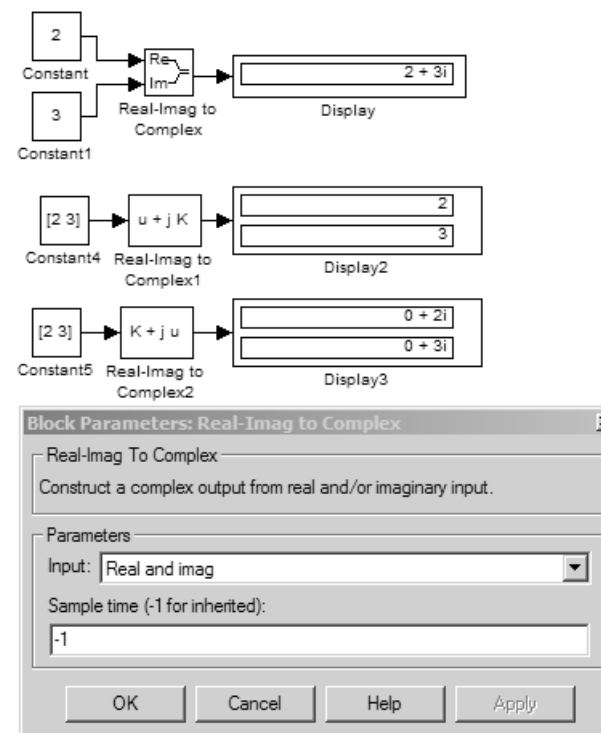 2
Constant
Re
Im
Real-Imag to
Complex
2 + 3i
Display
3
Constant1
[2 3]
Constant4
u + j K
Real-Imag to
Complex1
2
3
Display2
[2 3]
Constant5
K + j u
Real-Imag to
Complex2
0 + 2i
0 + 3i
Display3
Block Parameters: Real-Imag to Complex
Real-Imag To Complex
Construct a complex output from real and/or imaginary input.
Parameters
Input: Real and imag
Sample time (-1 for inherited):
-1
OK Cancel Help Apply